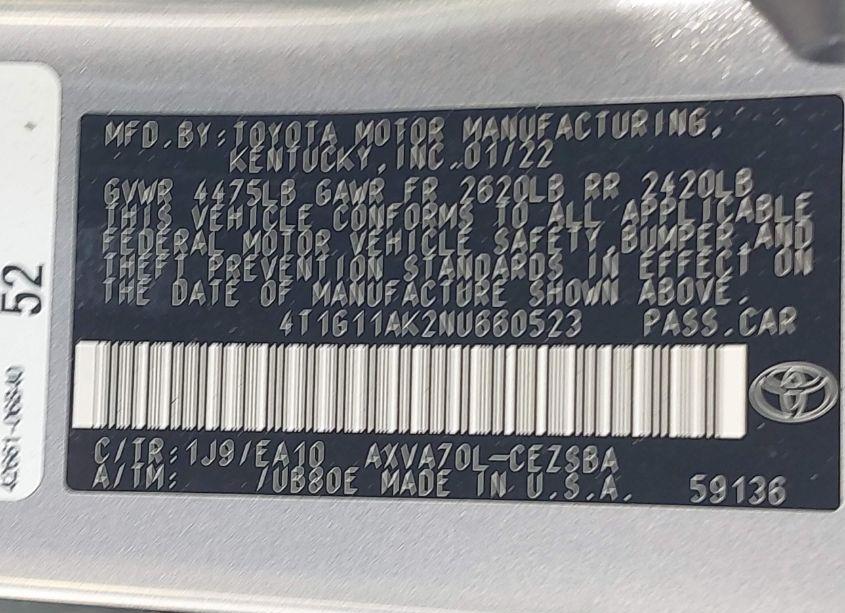 MFD.BY:TOYOTA MOTOR MANUFACTURING,
KENTUCKY,INC.01/22
GVWR 4475LB GAWR FR 2620LB RR 2420LB
THIS VEHICLE CONFORMS TO ALL APPLICABLE
FEDERAL MOTOR VEHICLE SAFETY,BUMPER,AND
THEFT PREVENTION STANDARDS IN EFFECT ON
THE DATE OF MANUFACTURE SHOWN ABOVE.
4T1G11AK2NU660523 PASS.CAR
C/TR:1J9/EA10 AXVA70L-CEZSBA
A/TM: /UB80E MADE IN U.S.A. 59136
52
42661-06840